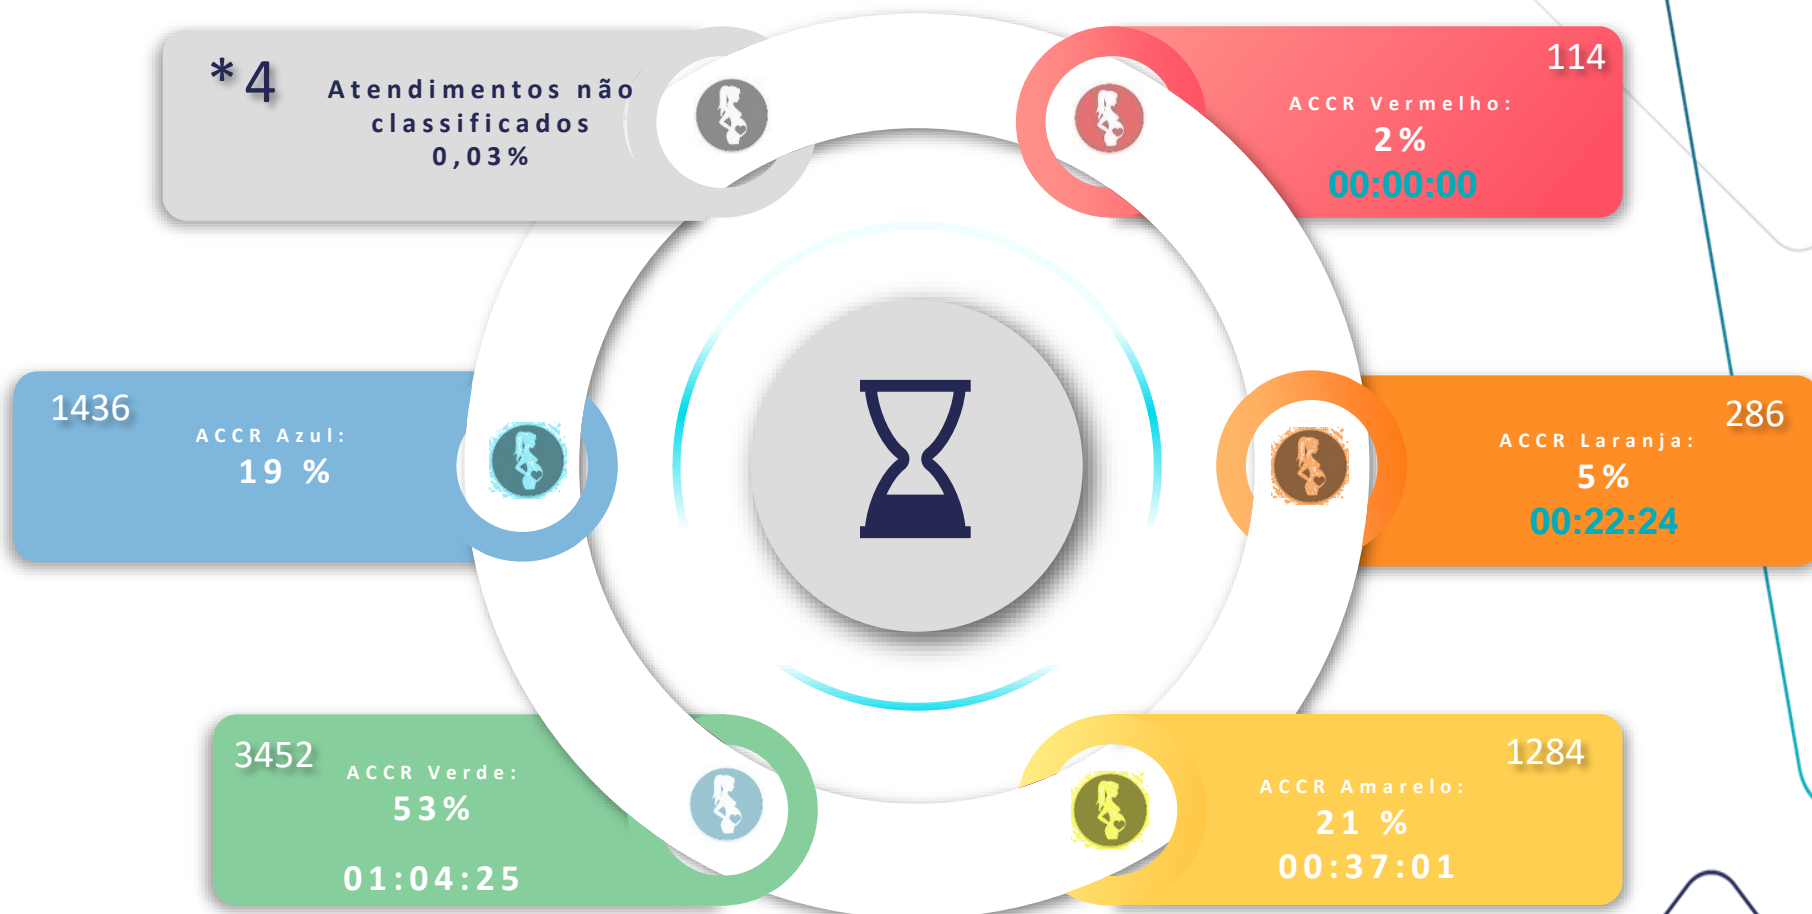 *4
Atendimentos não
classificados
0,03%
114
ACCR Vermelho:
2%
00:00:00
1436
ACCR Azul:
19 %
286
ACCR Laranja:
5%
00:22:24
3452
ACCR Verde:
53%
01:04:25
1284
ACCR Amarelo:
21 %
00:37:01